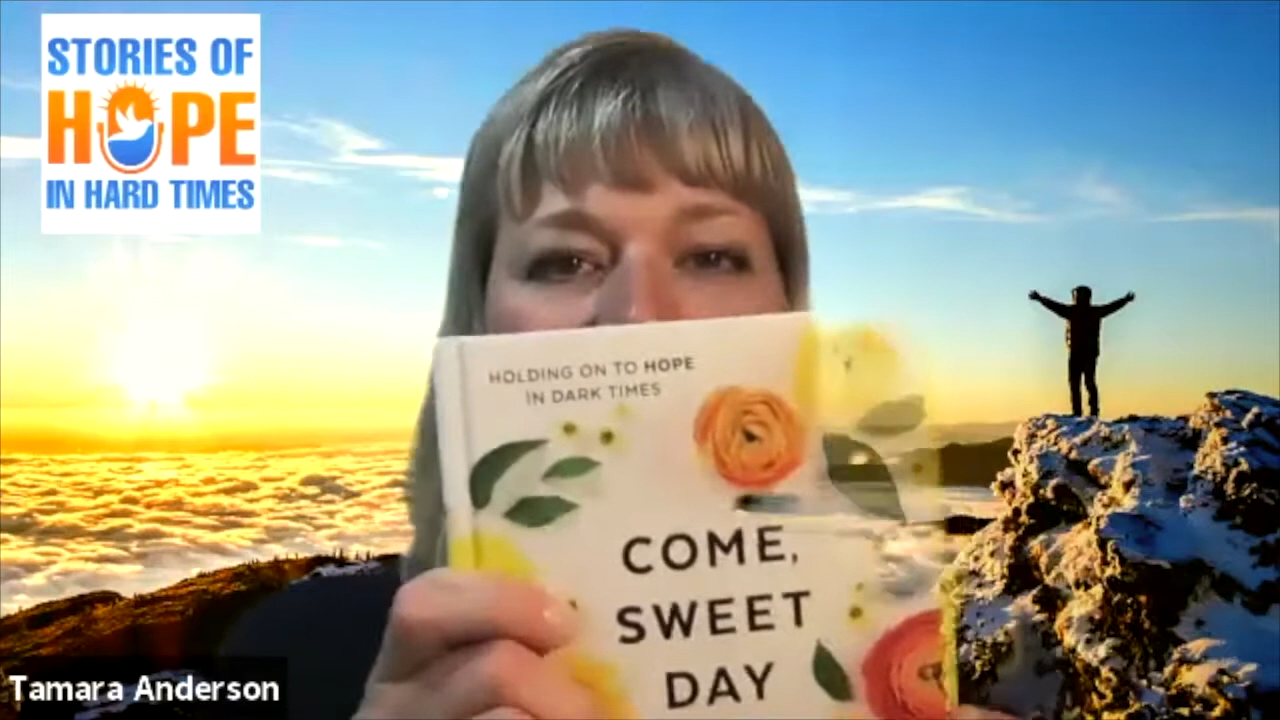 STORIES OF
HOPE
IN HARD TIMES
HOLDING ON TO HOPE
IN DARK TIMES
COME,
SWEET
DAY
Tamara Anderson